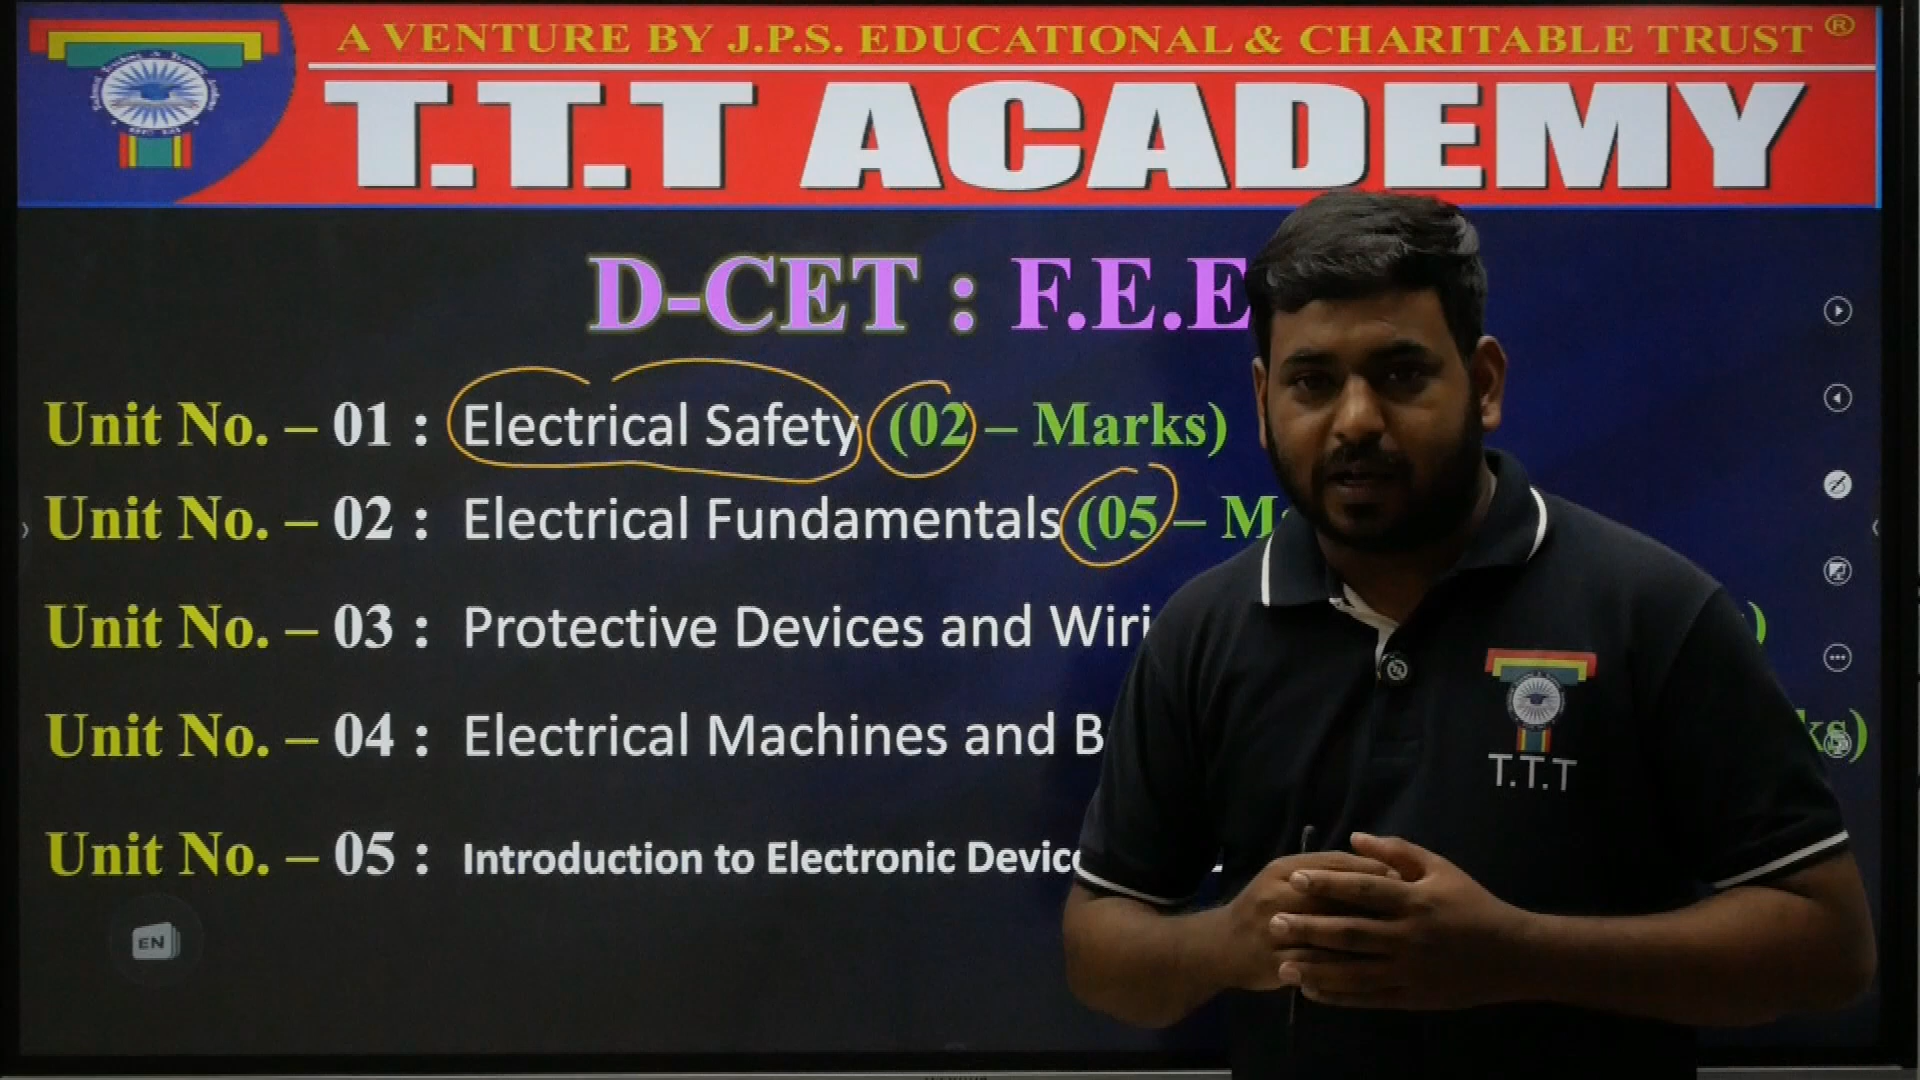 A VENTURE BY J.P.S. EDUCATIONAL & CHARITABLE TRUST ®
T.T.T ACADEMY
D-CET : F.E.E
Unit No. – 01 : Electrical Safety (02 – Marks)
Unit No. – 02 : Electrical Fundamentals (05 –
Unit No. – 03 : Protective Devices and
Unit No. – 04 : Electrical Machines and
Unit No. – 05 : Introduction to Electronic
T.T.T
EN